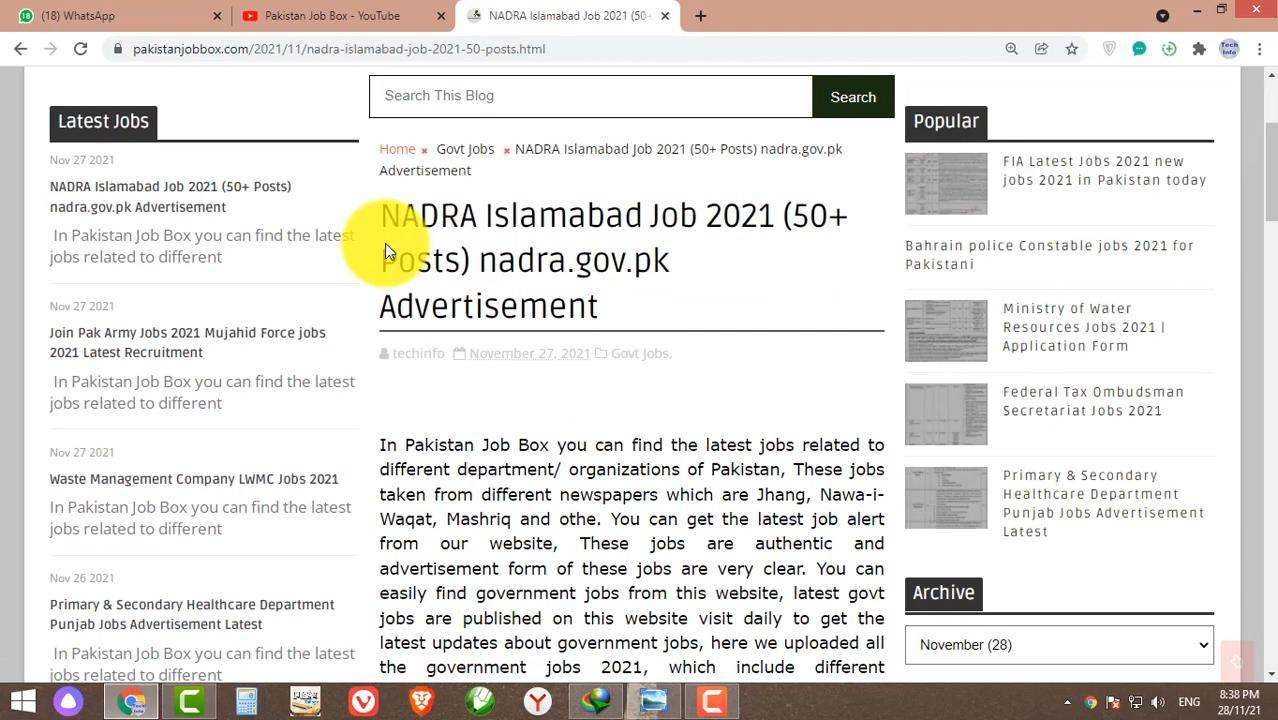 (18) WhatsApp
Pakistan Job Box - YouTube
NADRA Islamabad Job 2021 (50+
pakistanjobbox.com/2021/11/nadra-islamabad-job-2021-50-posts.html
Tech Info
Search This Blog
Search
Latest Jobs
Nov 27 2021
NADRA Islamabad Job 2021 (50+ Posts)
nadra.gov.pk Advertisement
In Pakistan Job Box you can find the latest
jobs related to different
Nov 27 2021
Join Pak Army Jobs 2021 Mujahid Force jobs
2021 Latest Recruitment
In Pakistan Job Box you can find the latest
jobs related to different
Nov 27 2021
Waste Management Company LWMC Jobs 2021
In Pakistan Job Box you can find the latest
jobs related to different
Nov 26 2021
Primary & Secondary Healthcare Department
Punjab Jobs Advertisement Latest
In Pakistan Job Box you can find the latest
jobs related to different
Home × Govt Jobs × NADRA Islamabad Job 2021 (50+ Posts) nadra.gov.pk
Advertisement
NADRA Islamabad Job 2021 (50+
Posts) nadra.gov.pk
Advertisement
techinfo November 27, 2021 Govt Jobs,
In Pakistan Job Box you can find the latest jobs related to
different department/ organizations of Pakistan, These jobs
taken from different newspapers which are Jhang, Nawa-i-
Waqat, Mashriq and othe. You can get the latest job alert
from our website, These jobs are authentic and
advertisement form of these jobs are very clear. You can
easily find government jobs from this website, latest govt
jobs are published on this website visit daily to get the
latest updates about government jobs, here we uploaded all
the government jobs 2021, which include different
Popular
FIA Latest Jobs 2021 new
jobs 2021 in Pakistan today
Bahrain police Constable jobs 2021 for
Pakistani
Ministry of Water
Resources Jobs 2021 |
Application Form
Federal Tax Ombudsman
Secretariat Jobs 2021
Primary & Secondary
Healthcare Department
Punjab Jobs Advertisement
Latest
Archive
November (28)
ENG
8:38 PM
28/11/21